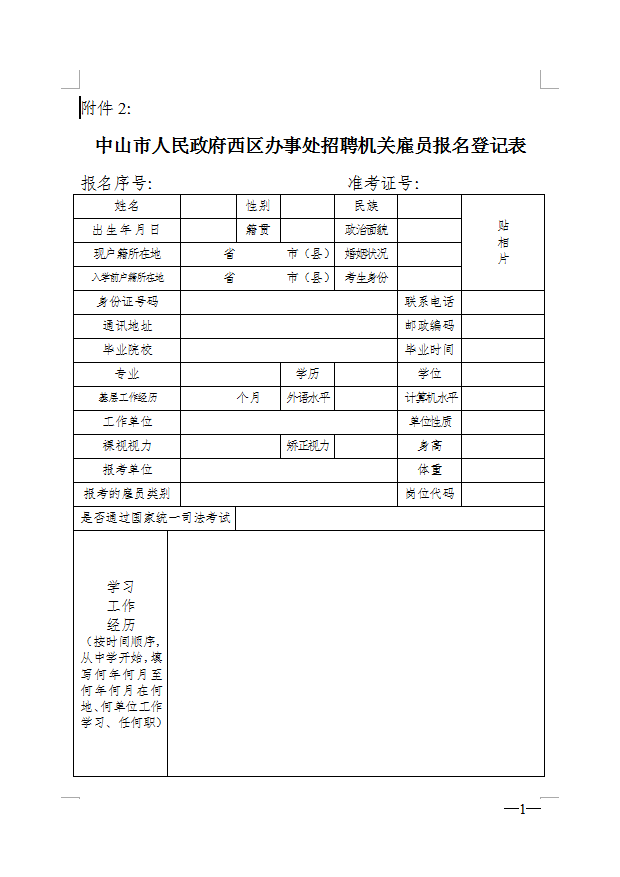 附件 2:
中山市人民政府西区办事处招聘机关雇员报名登记表
报名序号: 准考证号:
姓名 性别 民族
出生年月日 籍贯 政治面貌
贴
相
片
现户籍所在地 省 市（县） 婚姻状况
入学前户籍所在地 省 市（县） 考生身份
身份证号码 联系电话
通讯地址 邮政编码
毕业院校 毕业时间
专业 学历 学位
基层工作经历 个月 外语水平 计算机水平
工作单位 单位性质
裸视视力 矫正视力 身高
报考单位 体重
报考的雇员类别 岗位代码
是否通过国家统一司法考试
学习
工作
经历
（按时间顺序，
从中学开始，填
写何年何月至
何年何月在何
地、何单位工作
学习、任何职）
—1—